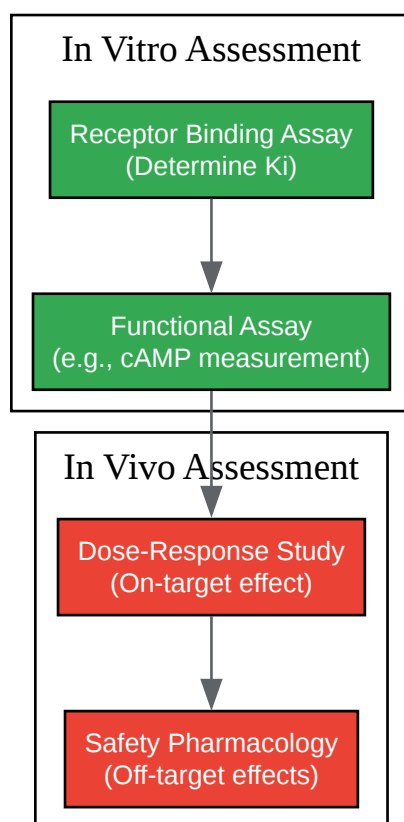 In Vitro Assessment
Receptor Binding Assay
(Determine Ki)
Functional Assay
(e.g., cAMP measurement)
In Vivo Assessment
Dose-Response Study
(On-target effect)
Safety Pharmacology
(Off-target effects)